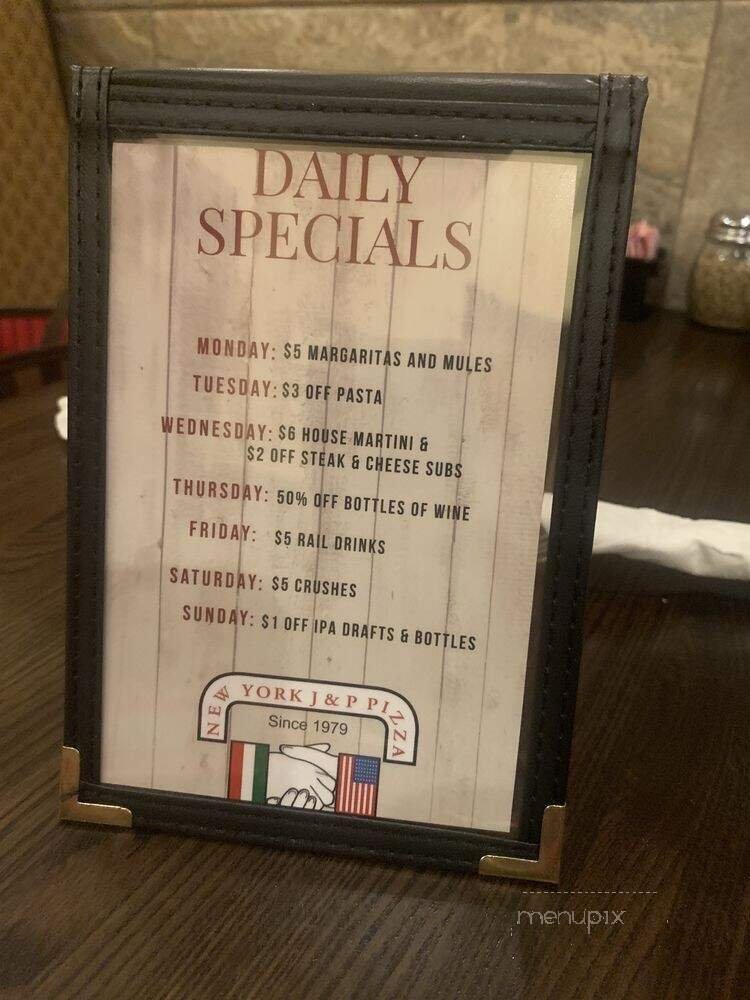 DAILY
SPECIALS
MONDAY: $5 MARGARITAS AND MULES
TUESDAY: $3 OFF PASTA
WEDNESDAY: $6 HOUSE MARTINI &
$2 OFF STEAK & CHEESE SUBS
THURSDAY: 50% OFF BOTTLES OF WINE
FRIDAY: $5 RAIL DRINKS
SATURDAY: $5 CRUSHES
SUNDAY: $1 OFF IPA DRAFTS & BOTTLES
NEW YORK J & P PIZZA
Since 1979
menupix